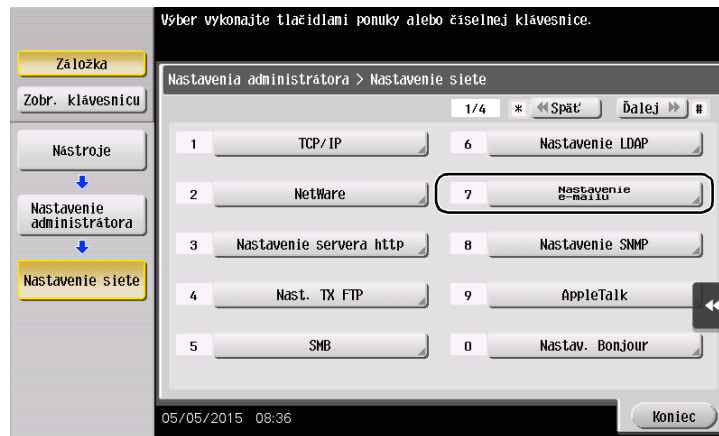 Výber vykonajte tlačidlami ponuky alebo číselnej klávesnice.
Záložka
Zobr. klávesnicu
Nástroje
Nastavenie
administrátora
Nastavenie siete
Nastavenia administrátora > Nastavenie siete
1/4 * Späť Ďalej #
1 TCP/IP
6 Nastavenie LDAP
2 NetWare
7 Nastavenie
e-mailu
3 Nastavenie servera http
8 Nastavenie SNMP
4 Nast. TX FTP
9 AppleTalk
5 SMB
0 Nastav. Bonjour
05/05/2015 08:36
Koniec